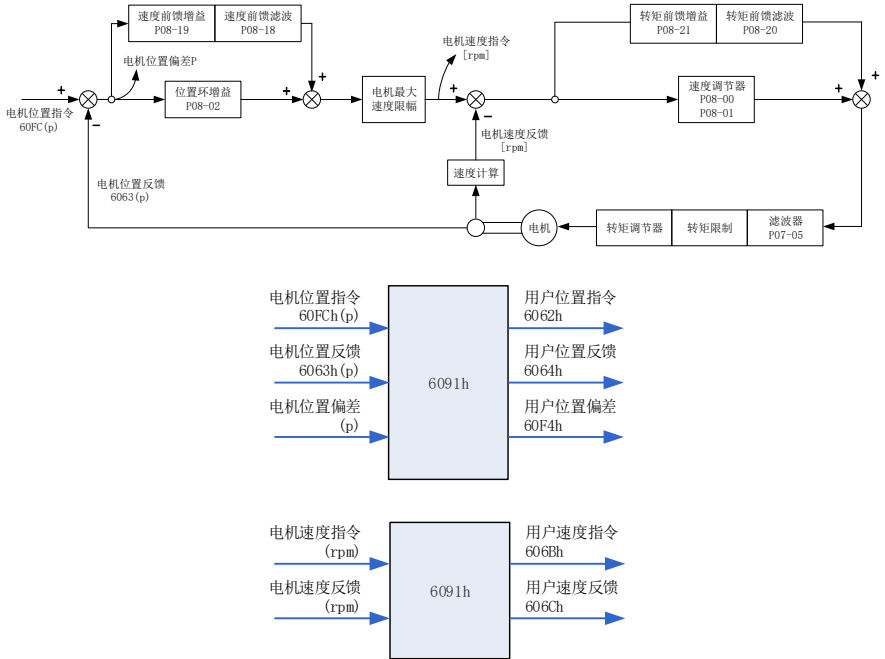 速度前馈增益
P08-19
速度前馈滤波
P08-18
转矩前馈增益
P08-21
转矩前馈滤波
P08-20
电机速度指令
[rpm]
电机位置偏差P
+
+
+
+
+
位置环增益
P08-02
+
电机最大
速度限幅
速度调节器
P08-00
P08-01
+
电机位置指令
60FC(p)
−
−
电机速度反馈
[rpm]
速度计算
电机位置反馈
6063(p)
电机
转矩调节器
转矩限制
滤波器
P07-05
电机位置指令
60FCh(p)
电机位置反馈
6063h(p)
电机位置偏差
(p)
6091h
用户位置指令
6062h
用户位置反馈
6064h
用户位置偏差
60F4h
电机速度指令
(rpm)
电机速度反馈
(rpm)
6091h
用户速度指令
606Bh
用户速度反馈
606Ch